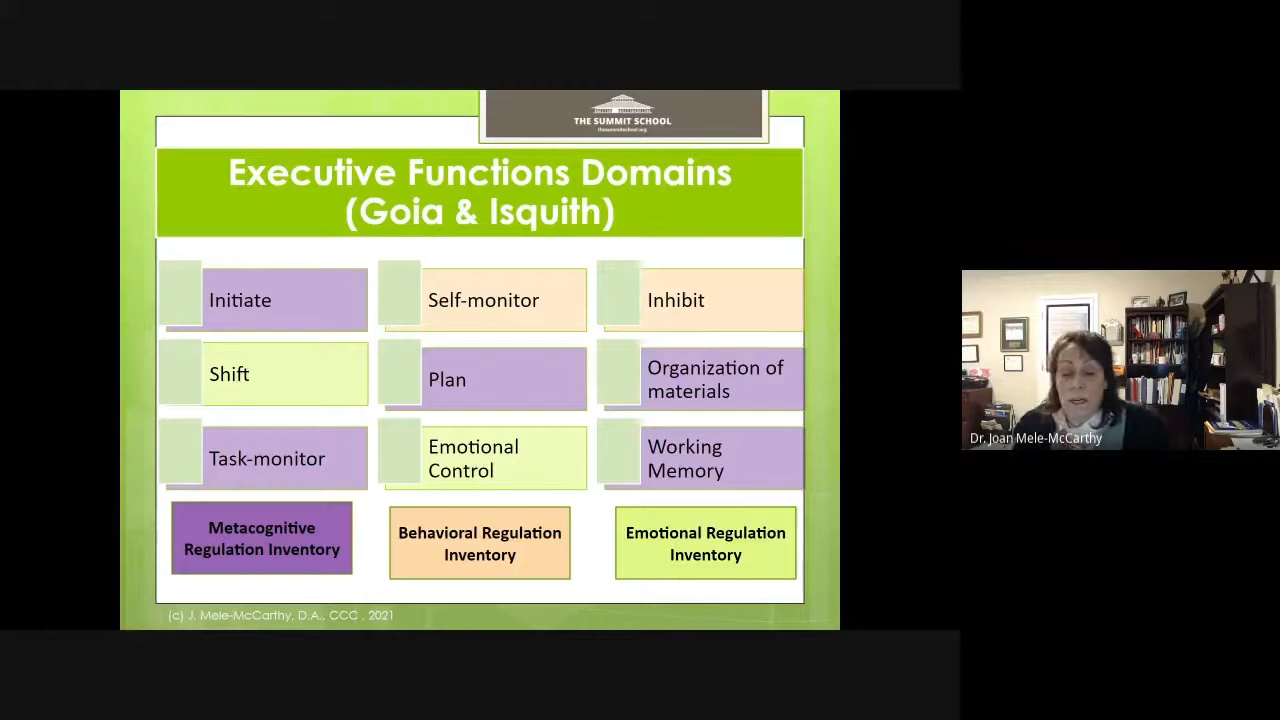 THE SUMMIT SCHOOL
thesummitschool.org
Executive Functions Domains
(Goia & Isquith)
Initiate
Self-monitor
Inhibit
Shift
Plan
Organization of
materials
Task-monitor
Emotional
Control
Working
Memory
Metacognitive
Regulation Inventory
Behavioral Regulation
Inventory
Emotional Regulation
Inventory
(c) J. Mele-McCarthy, D.A., CCC , 2021
Dr. Joan Mele-McCarthy